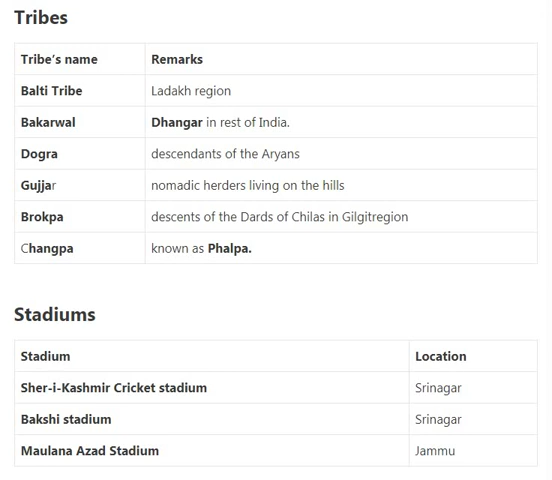 Tribes
Tribe's name Remarks
Balti Tribe Ladakh region
Bakarwal Dhangar in rest of India.
Dogra descendants of the Aryans
Gujjar nomadic herders living on the hills
Brokpa descents of the Dards of Chilas in Gilgitregion
Changpa known as Phalpa.
Stadiums
Stadium Location
Sher-i-Kashmir Cricket stadium Srinagar
Bakshi stadium Srinagar
Maulana Azad Stadium Jammu